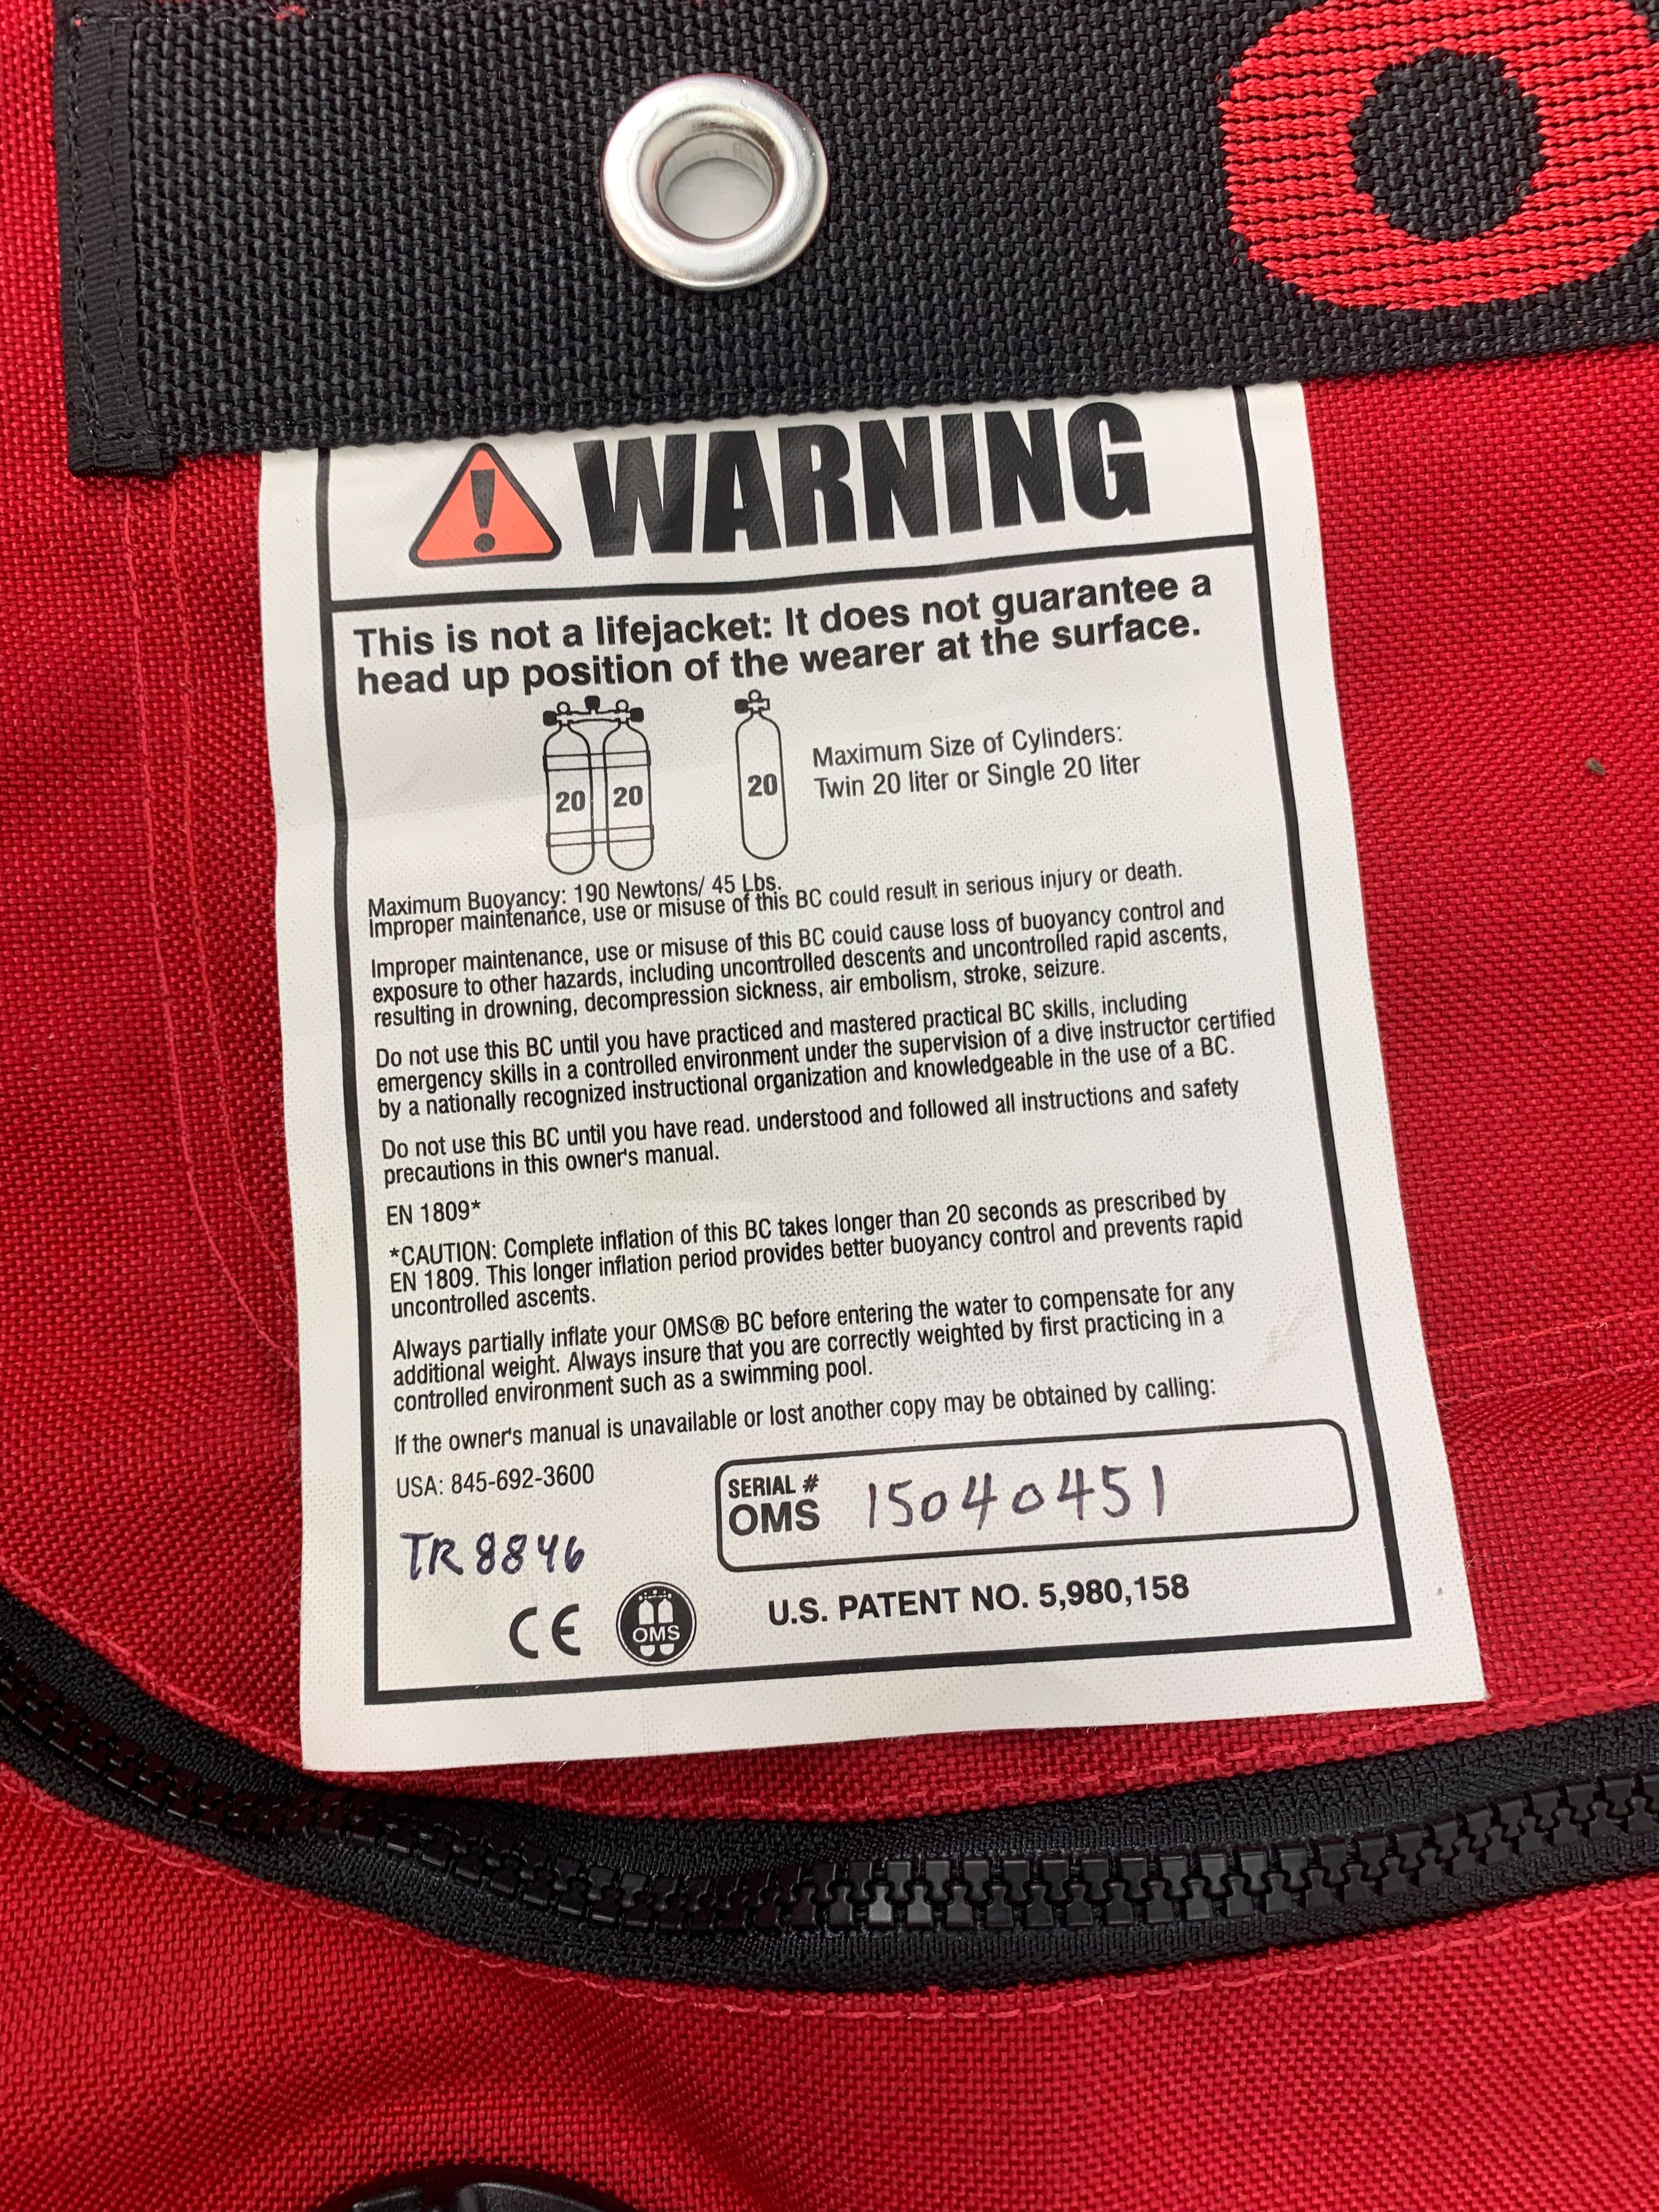 WARNING
This is not a lifejacket: It does not guarantee a
head up position of the wearer at the surface.
20 20 20
Maximum Size of Cylinders:
Twin 20 liter or Single 20 liter
Maximum Buoyancy: 190 Newtons/ 45 Lbs.
Improper maintenance, use or misuse of this BC could result in serious injury or death.
Improper maintenance, use or misuse of this BC could cause loss of buoyancy control and
exposure to other hazards, including uncontrolled descents and uncontrolled rapid ascents,
resulting in drowning, decompression sickness, air embolism, stroke, seizure.
Do not use this BC until you have practiced and mastered practical BC skills, including
emergency skills in a controlled environment under the supervision of a dive instructor certified
by a nationally recognized instructional organization and knowledgeable in the use of a BC.
Do not use this BC until you have read. understood and followed all instructions and safety
precautions in this owner's manual.
EN 1809*
*CAUTION: Complete inflation of this BC takes longer than 20 seconds as prescribed by
EN 1809. This longer inflation period provides better buoyancy control and prevents rapid
uncontrolled ascents.
Always partially inflate your OMS® BC before entering the water to compensate for any
additional weight. Always insure that you are correctly weighted by first practicing in a
controlled environment such as a swimming pool.
If the owner's manual is unavailable or lost another copy may be obtained by calling:
USA: 845-692-3600
SERIAL #
OMS 15040451
TR8846
CE OMS U.S. PATENT NO. 5,980,158